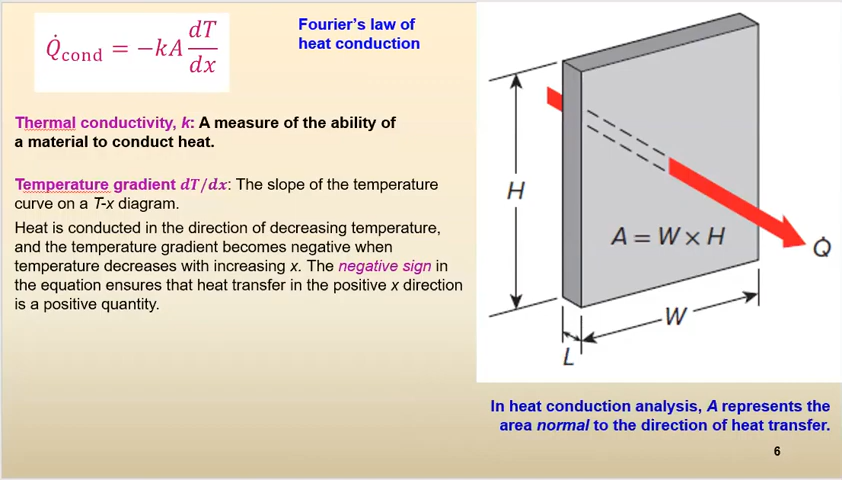 Q̇cond = −kA dT/dx
Fourier's law of
heat conduction
Thermal conductivity, k: A measure of the ability of
a material to conduct heat.
Temperature gradient dT/dx: The slope of the temperature
curve on a T-x diagram.
Heat is conducted in the direction of decreasing temperature,
and the temperature gradient becomes negative when
temperature decreases with increasing x. The negative sign in
the equation ensures that heat transfer in the positive x direction
is a positive quantity.
H
A = W × H
Q̇
W
L
In heat conduction analysis, A represents the
area normal to the direction of heat transfer.
6